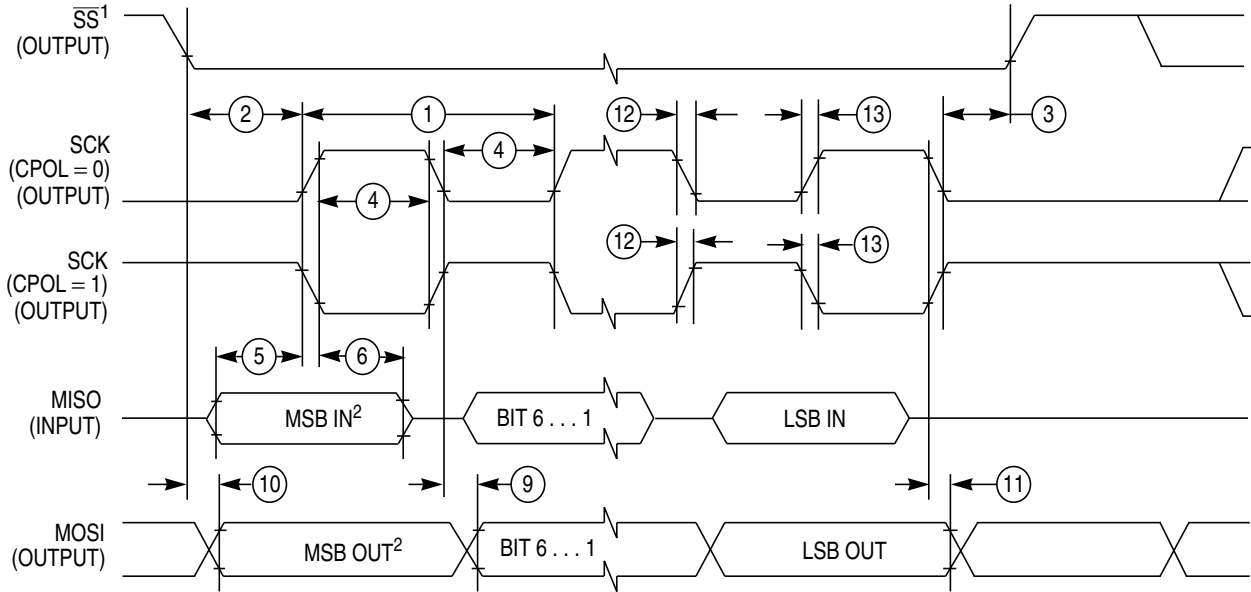 SS¹
(OUTPUT)
2
1
12
13
3
SCK
(CPOL = 0)
(OUTPUT)
4
4
12
13
SCK
(CPOL = 1)
(OUTPUT)
5
6
MISO
(INPUT)
MSB IN²
BIT 6 . . . 1
LSB IN
10
9
11
MOSI
(OUTPUT)
MSB OUT²
BIT 6 . . . 1
LSB OUT